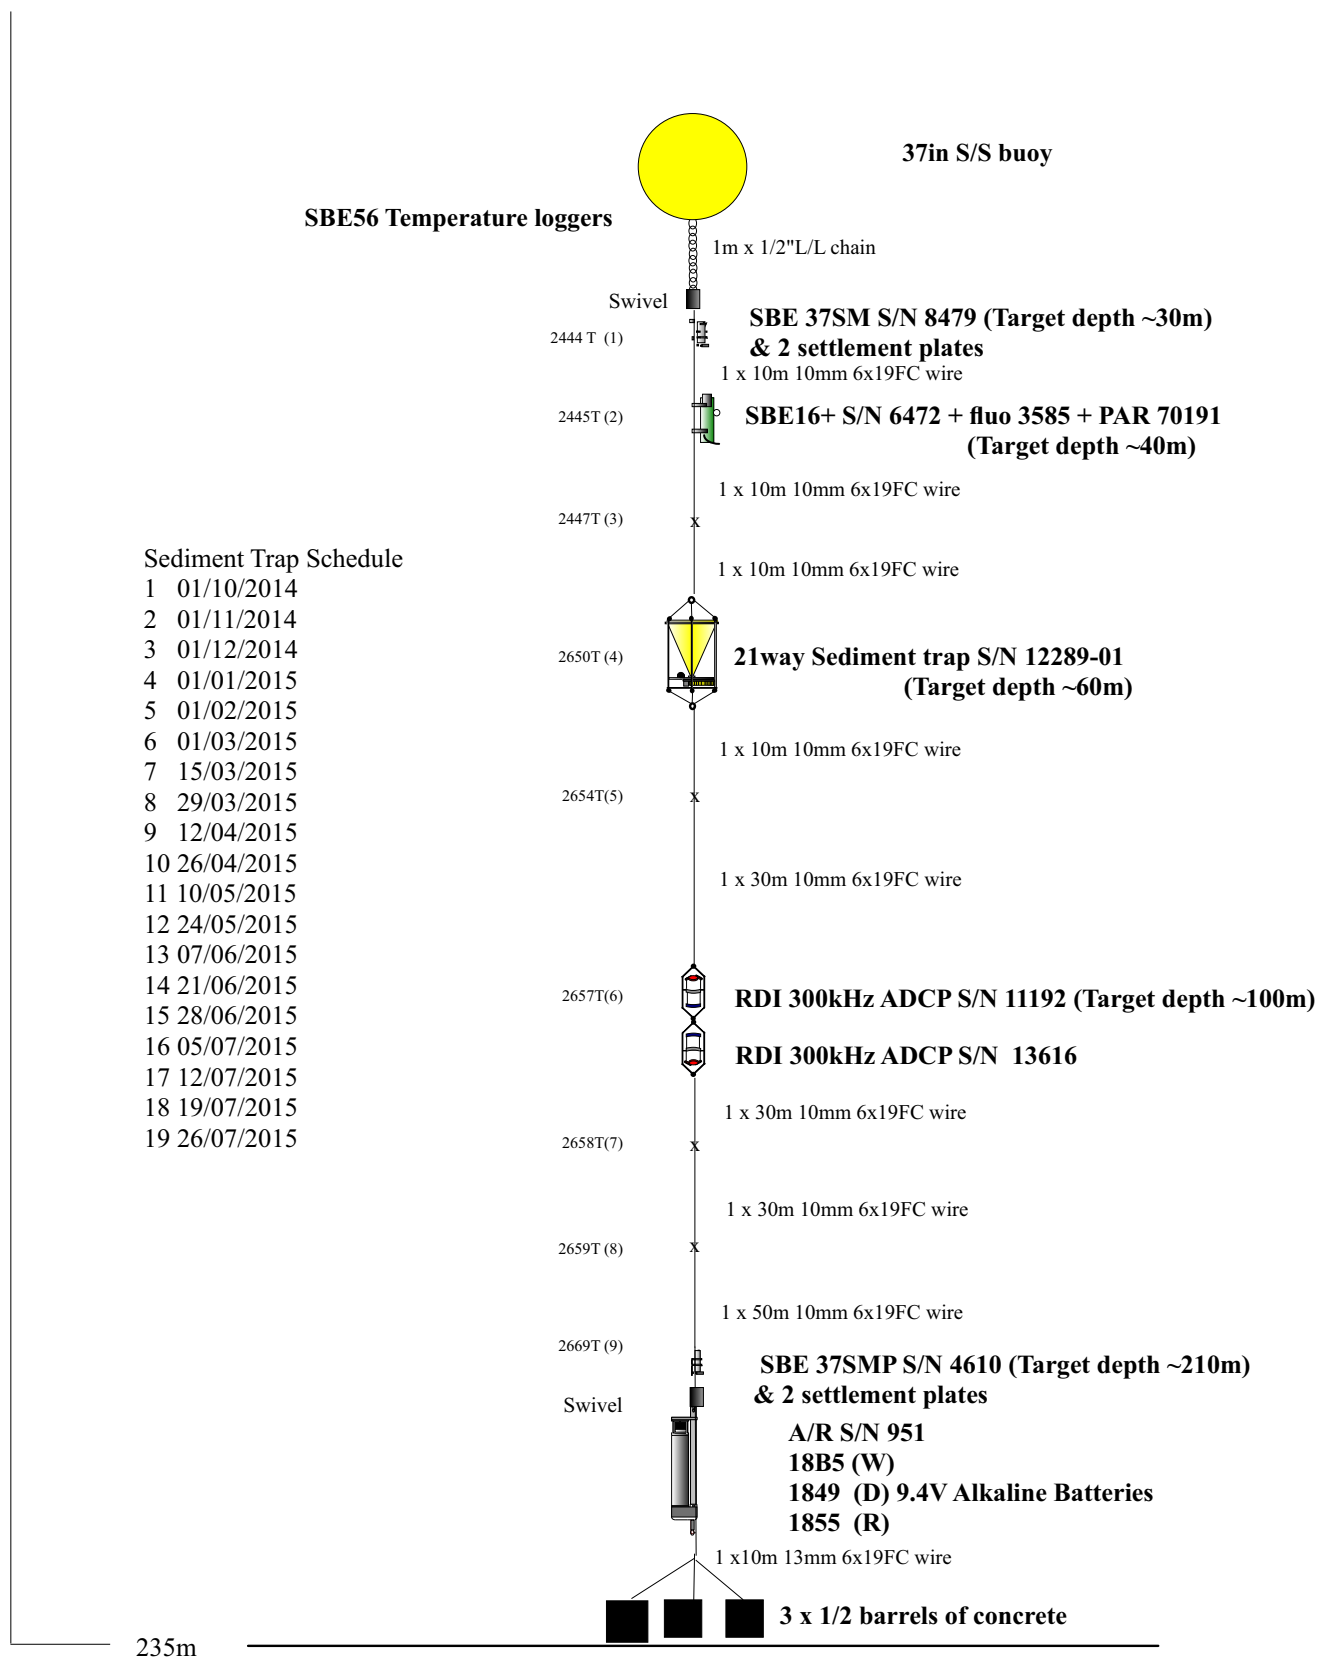 37in S/S buoy
SBE56 Temperature loggers
1m x 1/2"L/L chain
Swivel
SBE 37SM S/N 8479 (Target depth ~30m)
& 2 settlement plates
2444 T (1)
1 x 10m 10mm 6x19FC wire
2445T (2)
SBE16+ S/N 6472 + fluo 3585 + PAR 70191
(Target depth ~40m)
1 x 10m 10mm 6x19FC wire
2447T (3)
x
1 x 10m 10mm 6x19FC wire
Sediment Trap Schedule
1 01/10/2014
2 01/11/2014
3 01/12/2014
4 01/01/2015
5 01/02/2015
6 01/03/2015
7 15/03/2015
8 29/03/2015
9 12/04/2015
10 26/04/2015
11 10/05/2015
12 24/05/2015
13 07/06/2015
14 21/06/2015
15 28/06/2015
16 05/07/2015
17 12/07/2015
18 19/07/2015
19 26/07/2015
2650T (4)
21way Sediment trap S/N 12289-01
(Target depth ~60m)
1 x 10m 10mm 6x19FC wire
2654T(5)
x
1 x 30m 10mm 6x19FC wire
2657T(6)
RDI 300kHz ADCP S/N 11192 (Target depth ~100m)
RDI 300kHz ADCP S/N 13616
1 x 30m 10mm 6x19FC wire
2658T(7)
x
1 x 30m 10mm 6x19FC wire
2659T (8)
x
1 x 50m 10mm 6x19FC wire
2669T (9)
SBE 37SMP S/N 4610 (Target depth ~210m)
& 2 settlement plates
Swivel
A/R S/N 951
18B5 (W)
1849 (D) 9.4V Alkaline Batteries
1855 (R)
1 x10m 13mm 6x19FC wire
3 x 1/2 barrels of concrete
235m